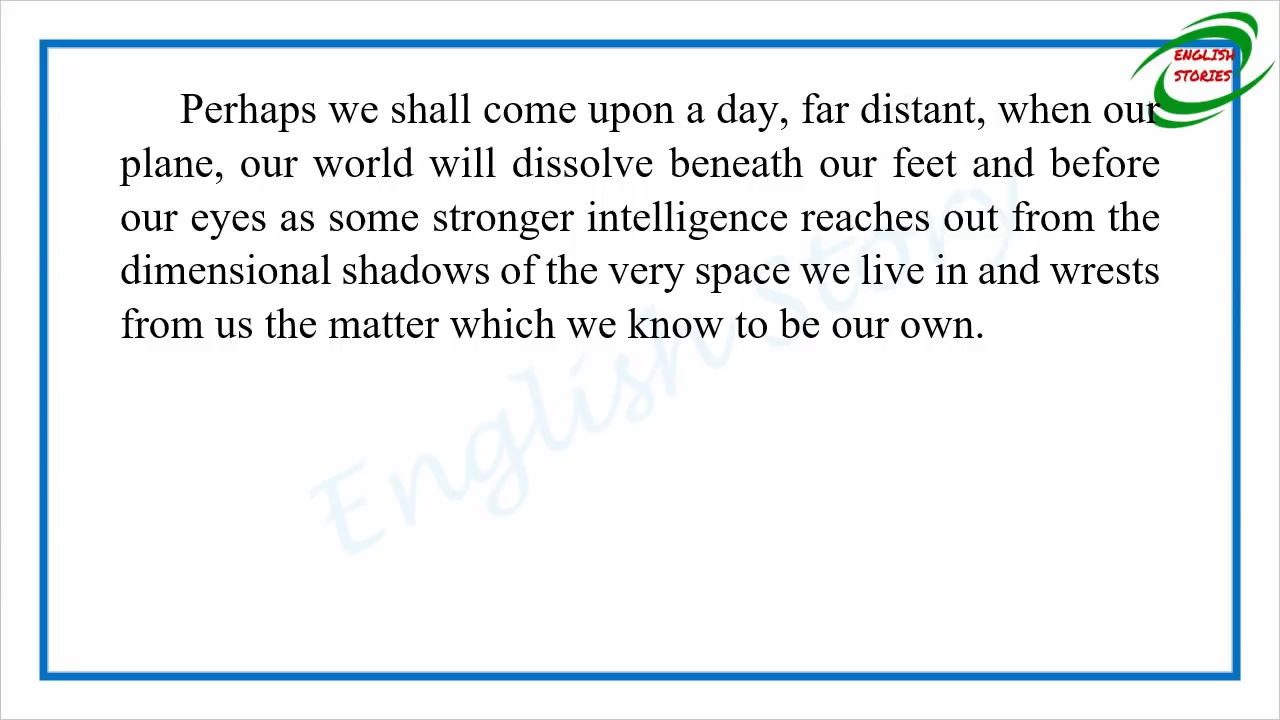 ENGLISH
STORIES
Perhaps we shall come upon a day, far distant, when our
plane, our world will dissolve beneath our feet and before
our eyes as some stronger intelligence reaches out from the
dimensional shadows of the very space we live in and wrests
from us the matter which we know to be our own.
English Story